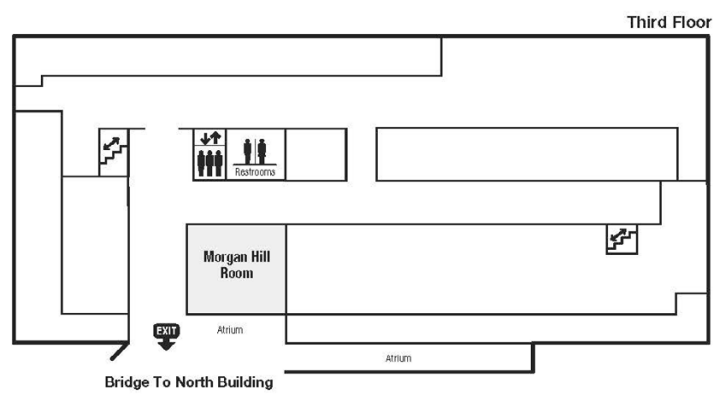 Third Floor
Restrooms
Morgan Hill
Room
EXIT
Atrium
Atrium
Bridge To North Building